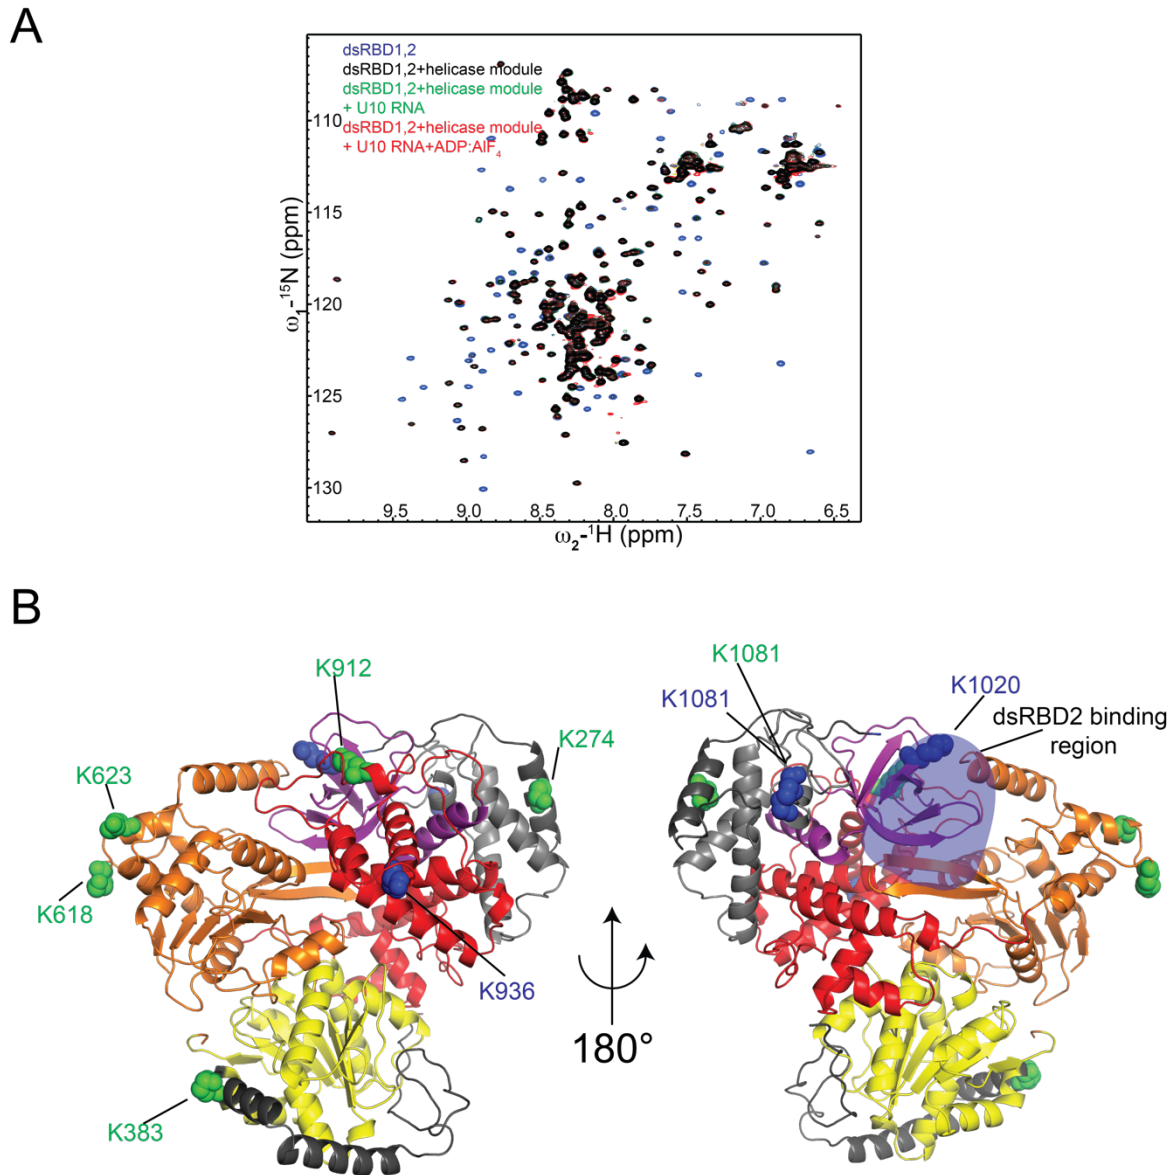 A
dsRBD1,2
dsRBD1,2+helicase module
dsRBD1,2+helicase module
+ U10 RNA
dsRBD1,2+helicase module
+ U10 RNA+ADP:AlF₄
110
115
120
125
130
ω₁-¹⁵N (ppm)
9.5 9.0 8.5 8.0 7.5 7.0 6.5
ω₂-¹H (ppm)
B
K912
K274
K623
K618
K936
K383
180°
K1081
K1081
K1020
dsRBD2 binding
region